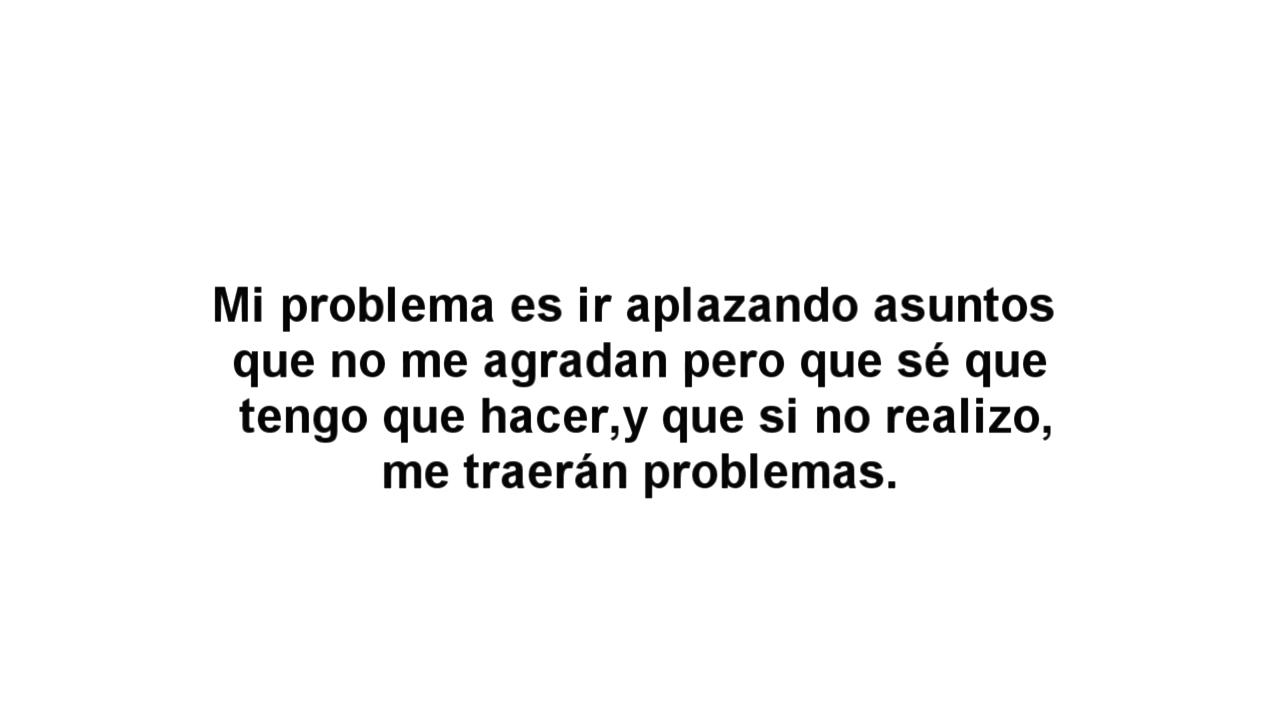 Mi problema es ir aplazando asuntos
que no me agradan pero que sé que
tengo que hacer,y que si no realizo,
me traerán problemas.